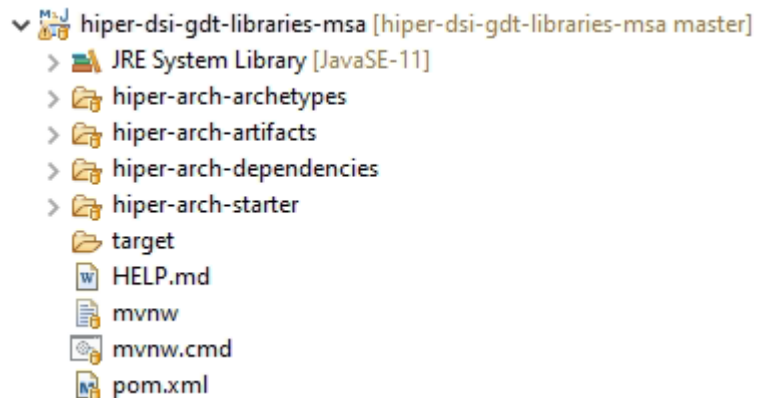 hiper-dsi-gdt-libraries-msa [hiper-dsi-gdt-libraries-msa master]
JRE System Library [JavaSE-11]
hiper-arch-archetypes
hiper-arch-artifacts
hiper-arch-dependencies
hiper-arch-starter
target
HELP.md
mvnw
mvnw.cmd
pom.xml